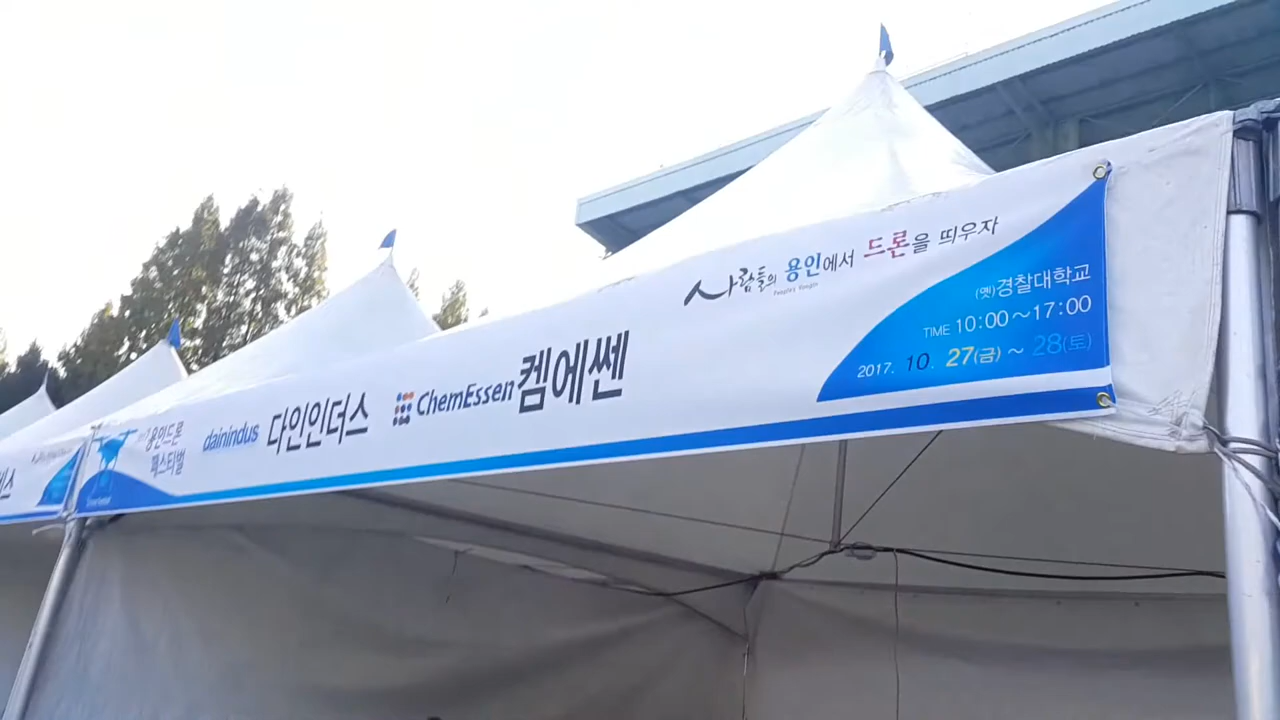 용인드론
페스티벌
dainindus 다인인더스
ChemEssen 켐에쎈
사람들의 용인에서 드론을 띄우자
People's Yongin
(옛)경찰대학교
TIME 10:00~17:00
2017. 10. 27(금) ~ 28(토)